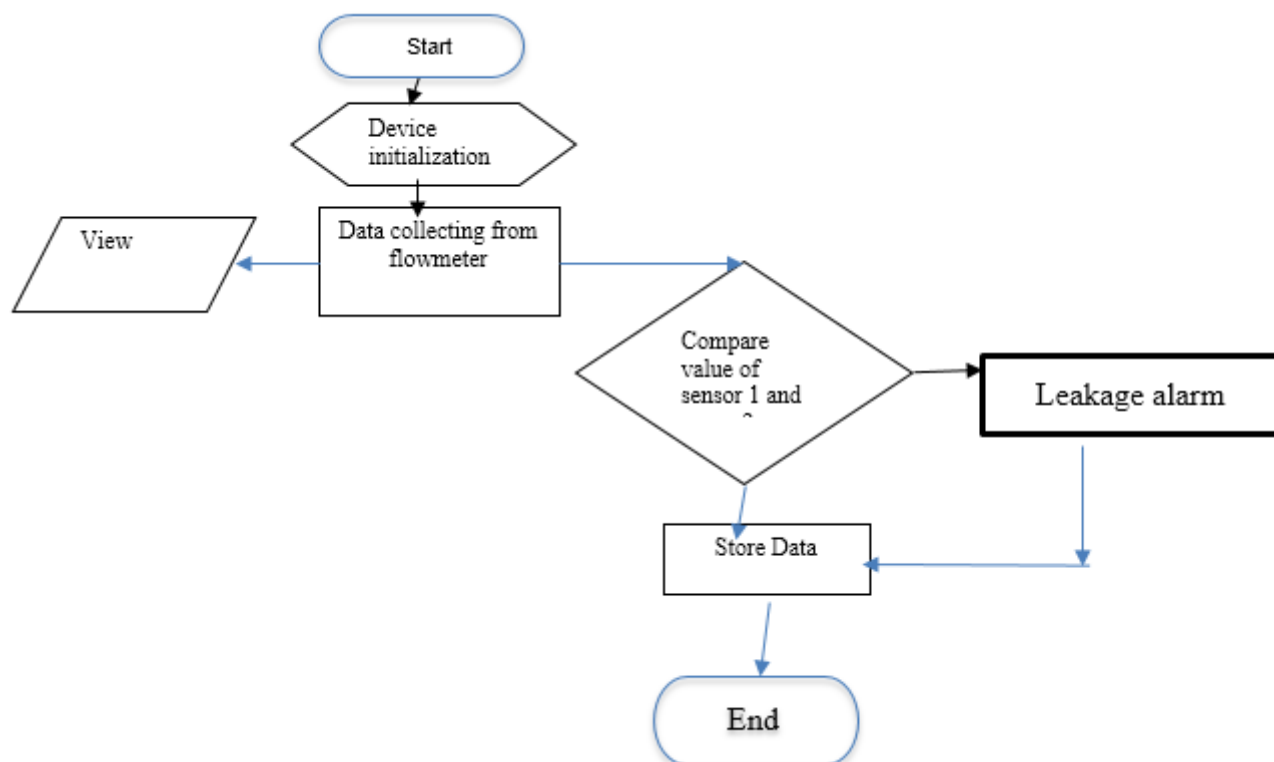 Start
Device
initialization
Data collecting from
flowmeter
View
Compare
value of
sensor 1 and
Leakage alarm
Store Data
End